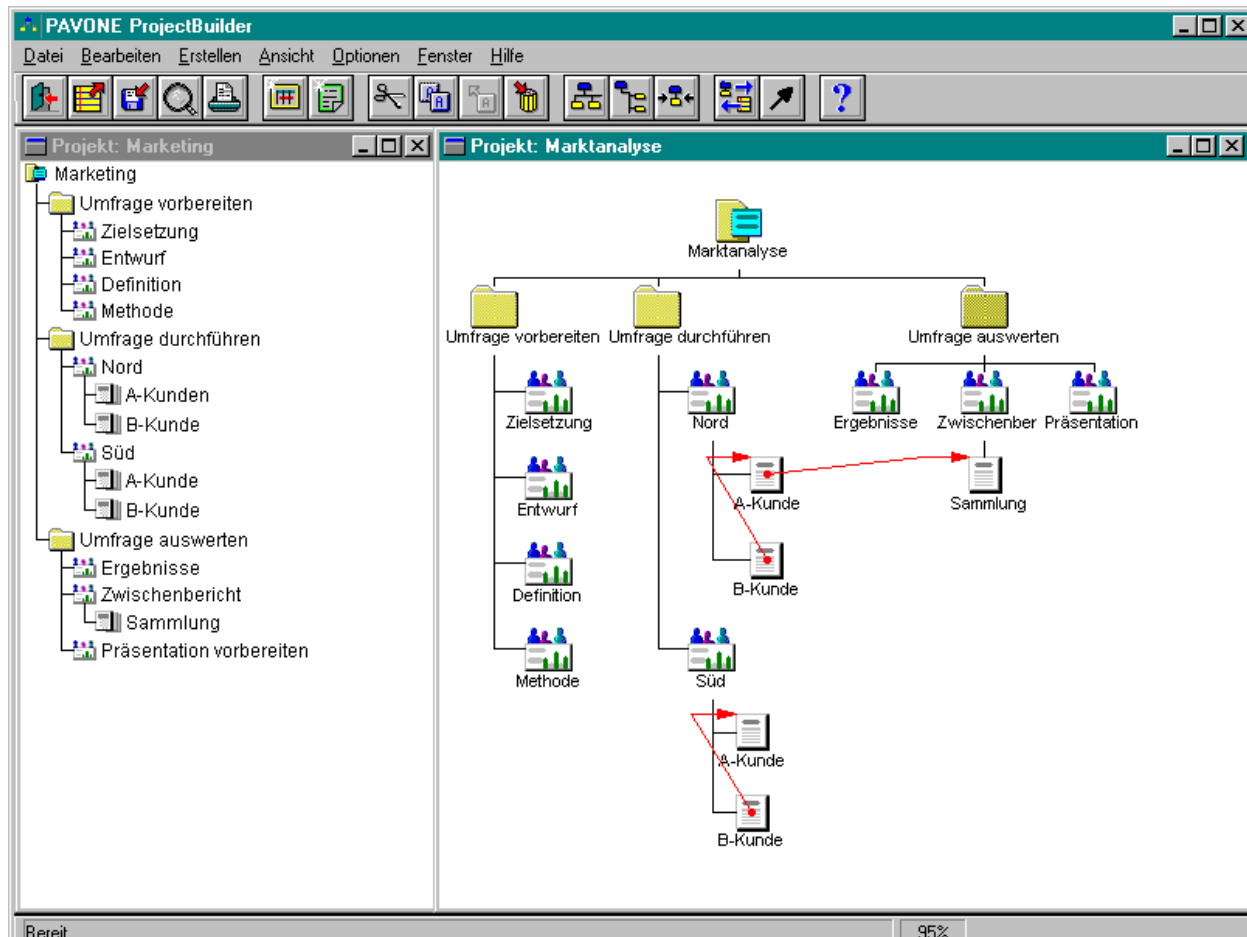 PAVONE ProjectBuilder
Datei Bearbeiten Erstellen Ansicht Optionen Fenster Hilfe
Projekt: Marketing
Marketing
Umfrage vorbereiten
Zielsetzung
Entwurf
Definition
Methode
Umfrage durchführen
Nord
A-Kunden
B-Kunde
Süd
A-Kunde
B-Kunde
Umfrage auswerten
Ergebnisse
Zwischenbericht
Sammlung
Präsentation vorbereiten
Projekt: Marktanalyse
Marktanalyse
Umfrage vorbereiten Umfrage durchführen Umfrage auswerten
Zielsetzung Nord Ergebnisse Zwischenber Präsentation
Entwurf A-Kunde Sammlung
Definition B-Kunde
Methode Süd
A-Kunde
B-Kunde
Bereit 95%